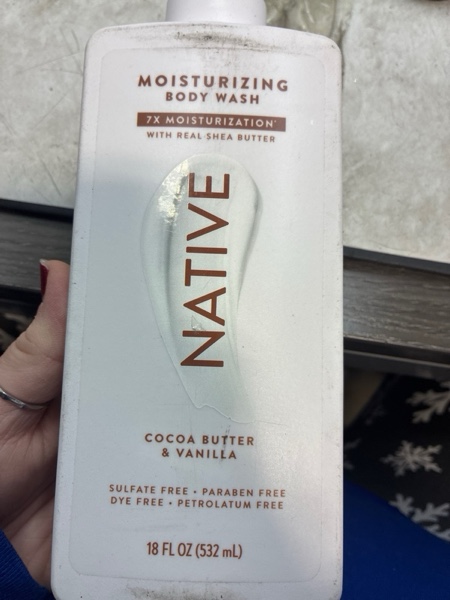 MOISTURIZING
BODY WASH
7X MOISTURIZATION*
WITH REAL SHEA BUTTER
NATIVE
COCOA BUTTER
& VANILLA
SULFATE FREE • PARABEN FREE
DYE FREE • PETROLATUM FREE
18 FL OZ (532 mL)